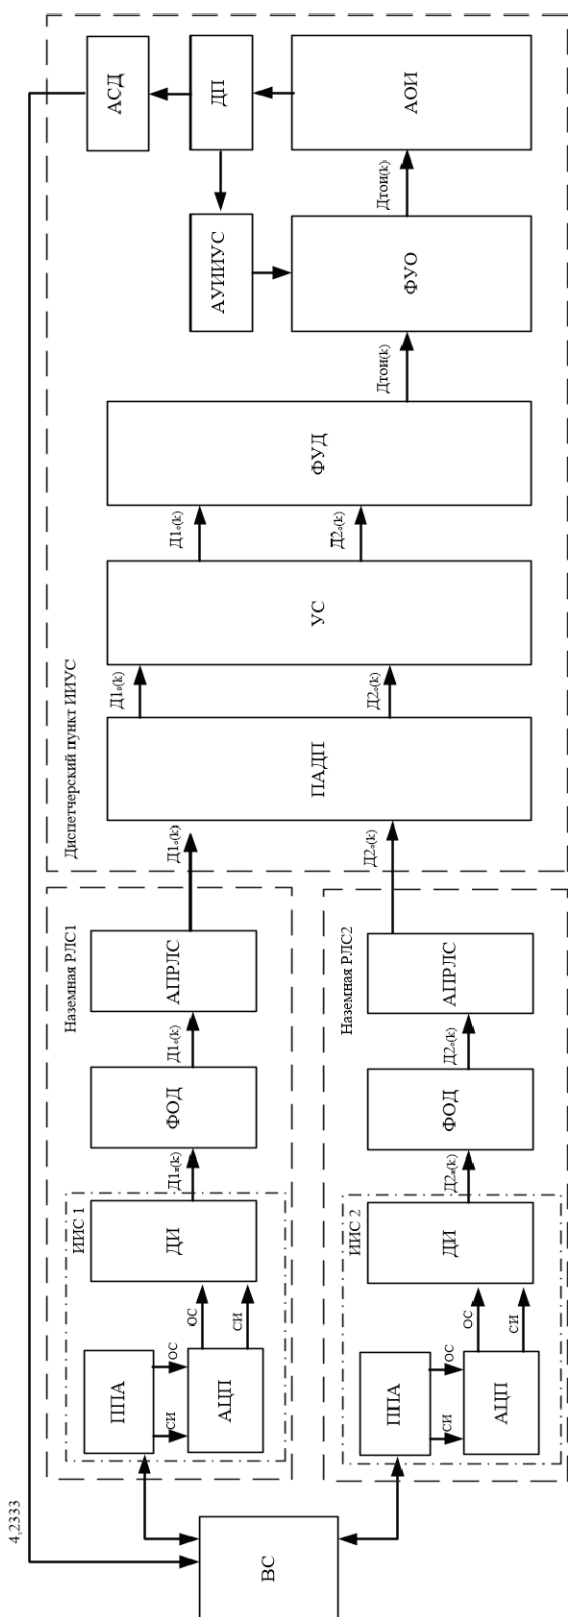 4,2333
ВС
Наземная РЛС1
ИИС 1
ППА
СИ
ОС
АЦП
ОС
СИ
ДИ
Д1и(k)
ФОД
Д1о(k)
АПРЛС
Д1о(k)
Наземная РЛС2
ИИС 2
ППА
СИ
ОС
АЦП
ОС
СИ
ДИ
Д2и(k)
ФОД
Д2о(k)
АПРЛС
Д2о(k)
Диспетчерский пункт ИИУС
ПАДП
Д1о(k)
Д2о(k)
УС
Д1о(k)
Д2о(k)
ФУД
Дтои(k)
АУИИУС
ФУО
Дтои(k)
АСД
ДП
АОИ